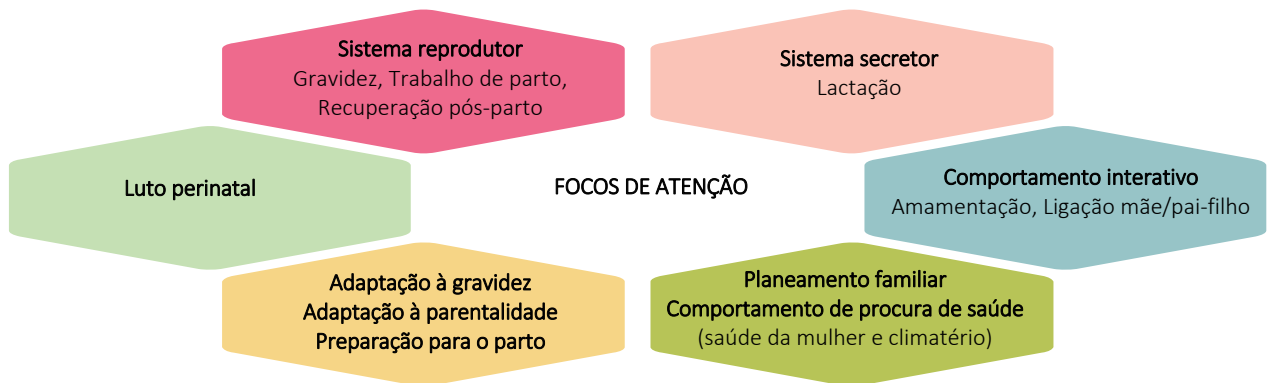 Sistema reprodutor
Gravidez, Trabalho de parto,
Recuperação pós-parto
Sistema secretor
Lactação
Luto perinatal
FOCOS DE ATENÇÃO
Comportamento interativo
Amamentação, Ligação mãe/pai-filho
Adaptação à gravidez
Adaptação à parentalidade
Preparação para o parto
Planeamento familiar
Comportamento de procura de saúde
(saúde da mulher e climatério)